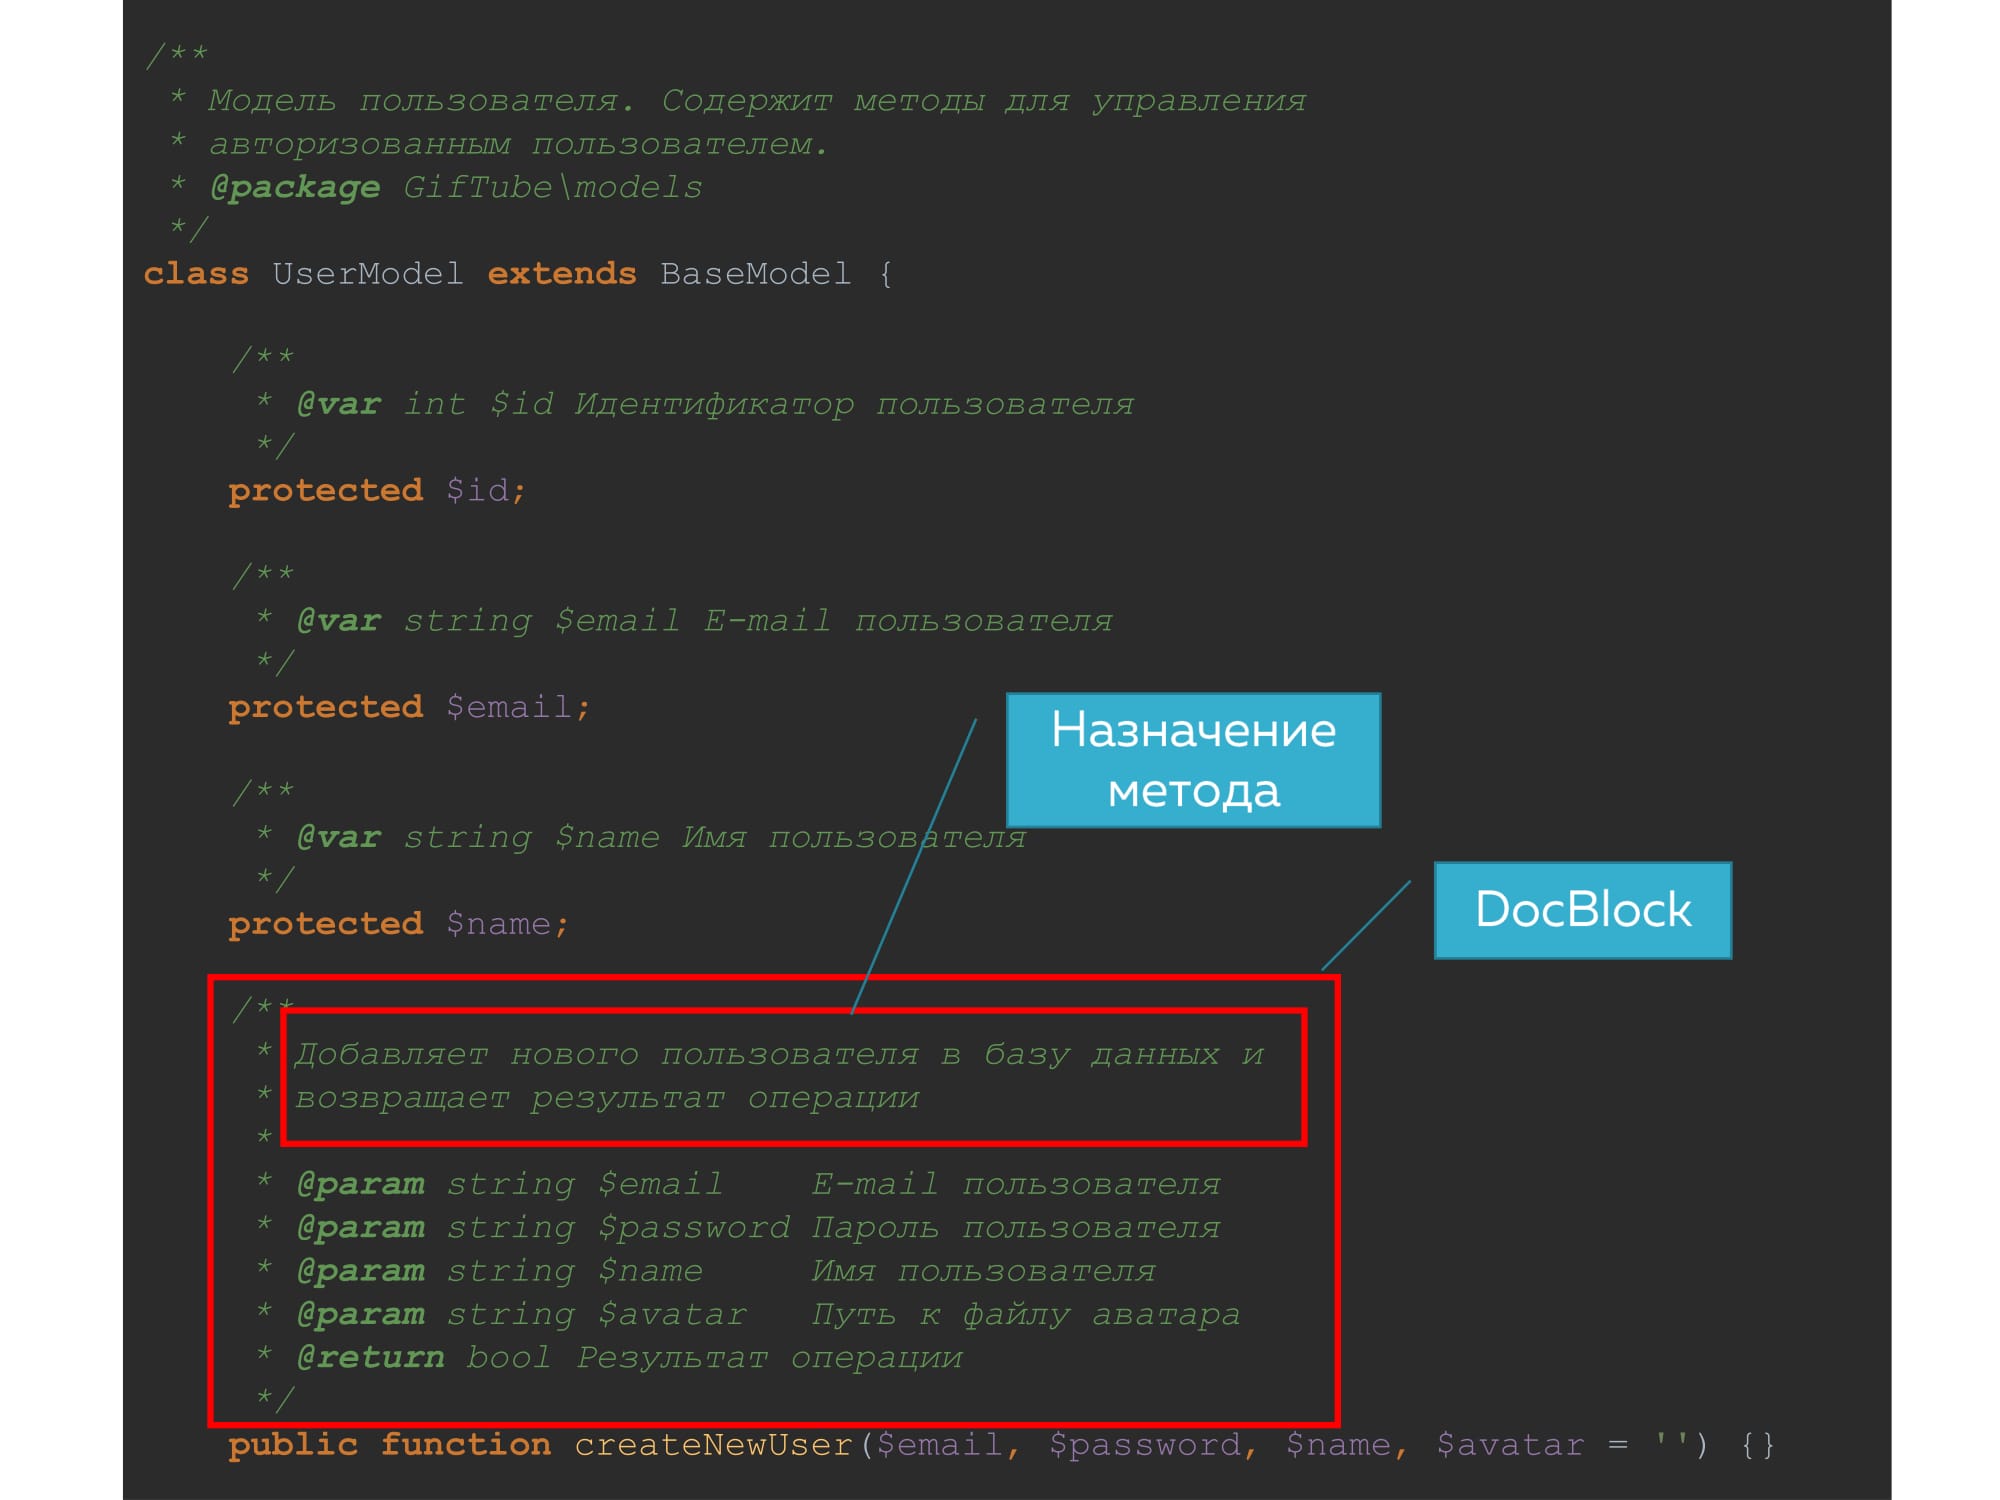 /**
 * Модель пользователя. Содержит методы для управления
 * авторизованным пользователем.
 * @package GifTube\models
 */
class UserModel extends BaseModel {
/**
 * @var int $id Идентификатор пользователя
 */
protected $id;
/**
 * @var string $email E-mail пользователя
 */
protected $email;
Назначение
метода
/**
 * @var string $name Имя пользователя
 */
protected $name;
DocBlock
/**
 * Добавляет нового пользователя в базу данных и
 * возвращает результат операции
 *
 * @param string $email    E-mail пользователя
 * @param string $password Пароль пользователя
 * @param string $name     Имя пользователя
 * @param string $avatar   Путь к файлу аватара
 * @return bool Результат операции
 */
public function createNewUser($email, $password, $name, $avatar = '') {}